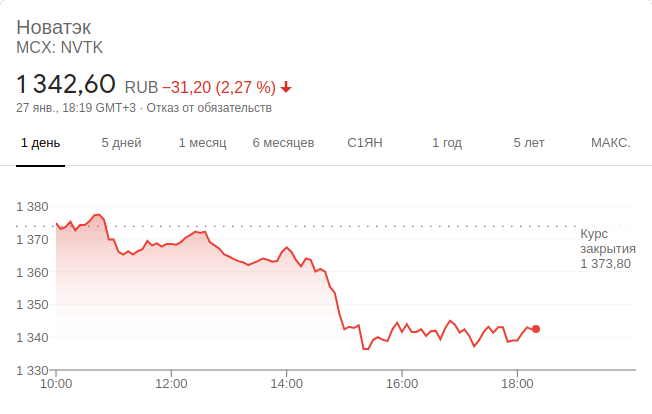 Новатэк
MCX: NVTK
1 342,60 RUB −31,20 (2,27 %)
27 янв., 18:19 GMT+3 · Отказ от обязательств
1 день 5 дней 1 месяц 6 месяцев С1ЯН 1 год 5 лет МАКС.
1 380
1 370
1 360
1 350
1 340
1 330
Курс
закрытия
1 373,80
10:00 12:00 14:00 16:00 18:00